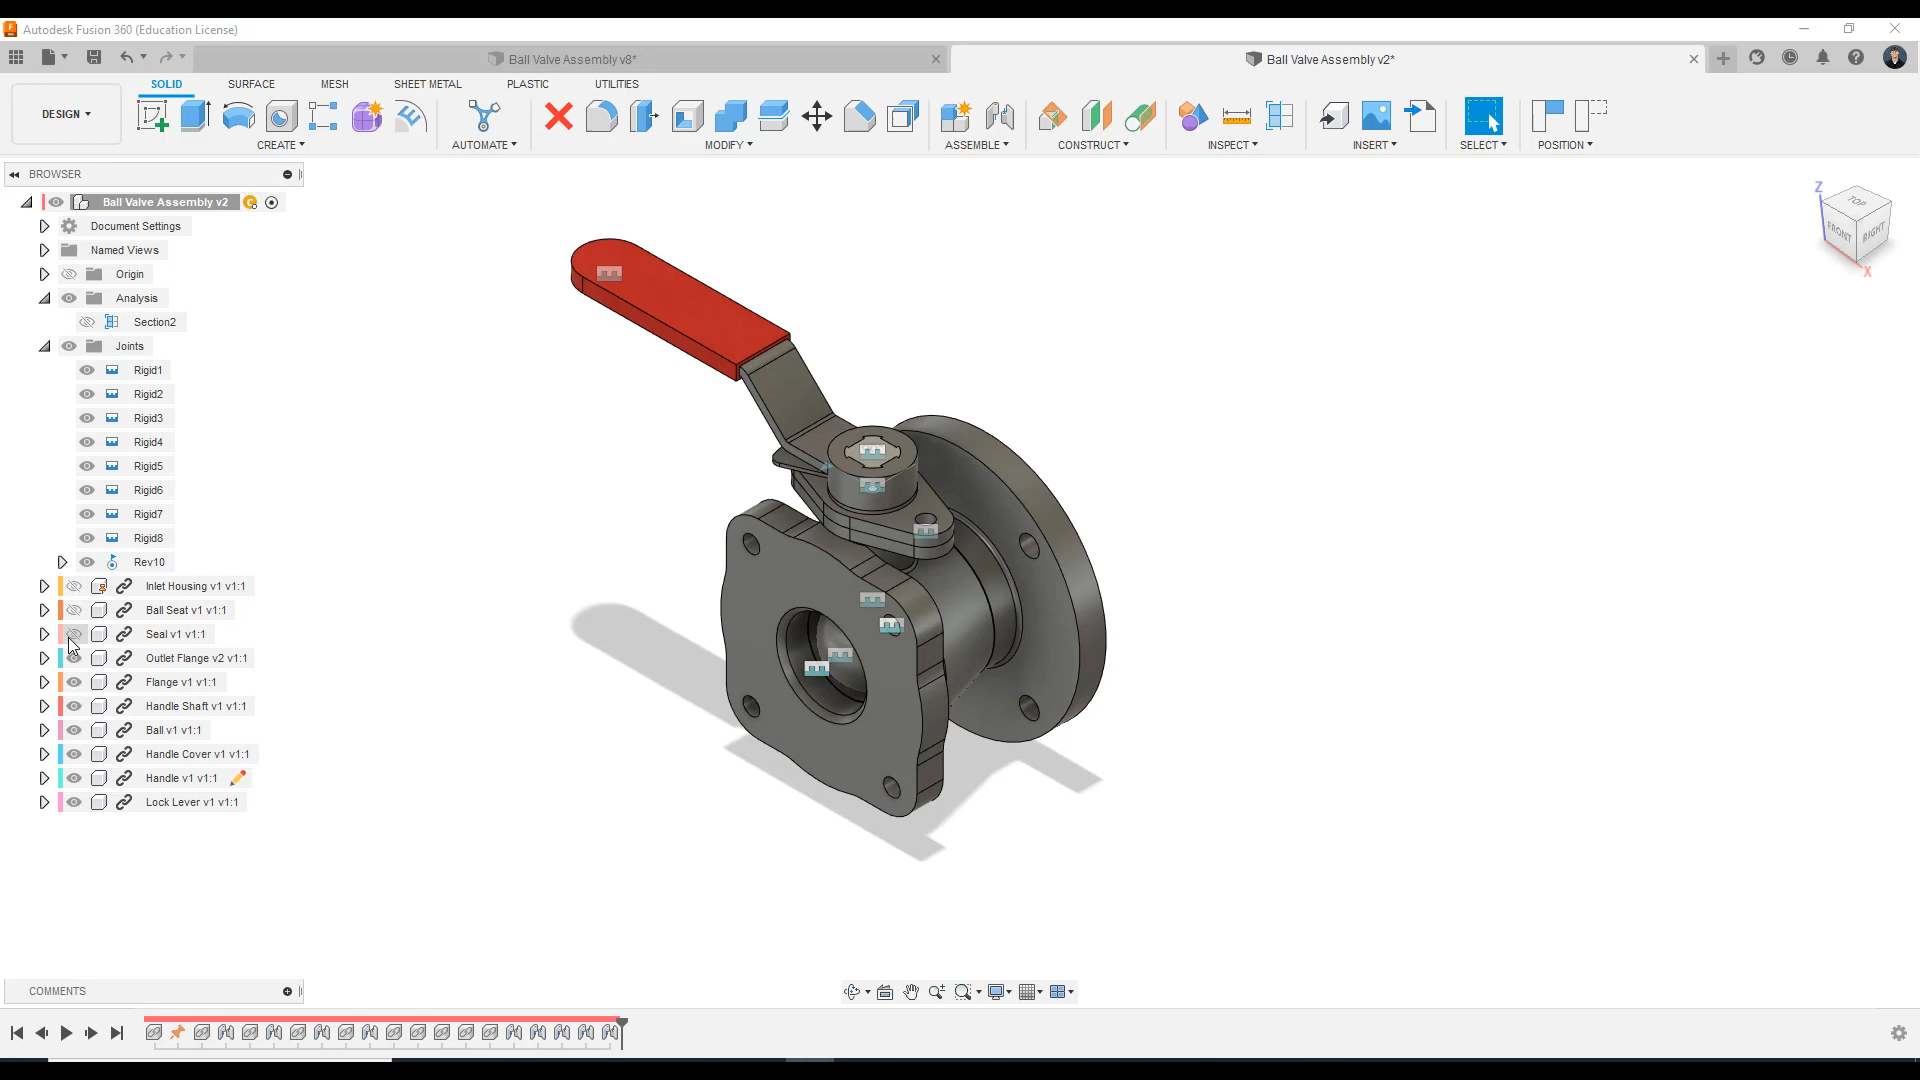 Autodesk Fusion 360 (Education License)
Ball Valve Assembly v8*
Ball Valve Assembly v2*
DESIGN
SOLID
SURFACE
MESH
SHEET METAL
PLASTIC
UTILITIES
CREATE
AUTOMATE
MODIFY
ASSEMBLE
CONSTRUCT
INSPECT
INSERT
SELECT
POSITION
BROWSER
Ball Valve Assembly v2
Document Settings
Named Views
Origin
Analysis
Section2
Joints
Rigid1
Rigid2
Rigid3
Rigid4
Rigid5
Rigid6
Rigid7
Rigid8
Rev10
Inlet Housing v1 v1:1
Ball Seat v1 v1:1
Seal v1 v1:1
Outlet Flange v2 v1:1
Flange v1 v1:1
Handle Shaft v1 v1:1
Ball v1 v1:1
Handle Cover v1 v1:1
Handle v1 v1:1
Lock Lever v1 v1:1
Z
TOP
FRONT
RIGHT
X
COMMENTS